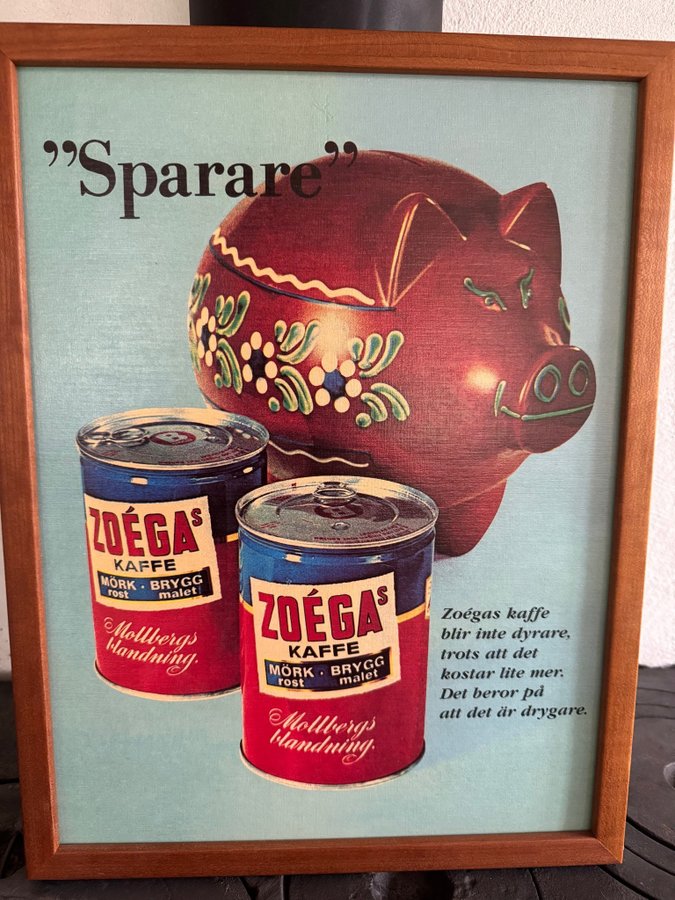 ”Sparare”
ZOÉGAS
KAFFE
MÖRK · BRYGG
rost malet
Mollbergs
blandning.
ZOÉGAS
KAFFE
MÖRK · BRYGG
rost malet
Mollbergs
blandning.
Zoégas kaffe
blir inte dyrare,
trots att det
kostar lite mer.
Det beror på
att det är drygare.